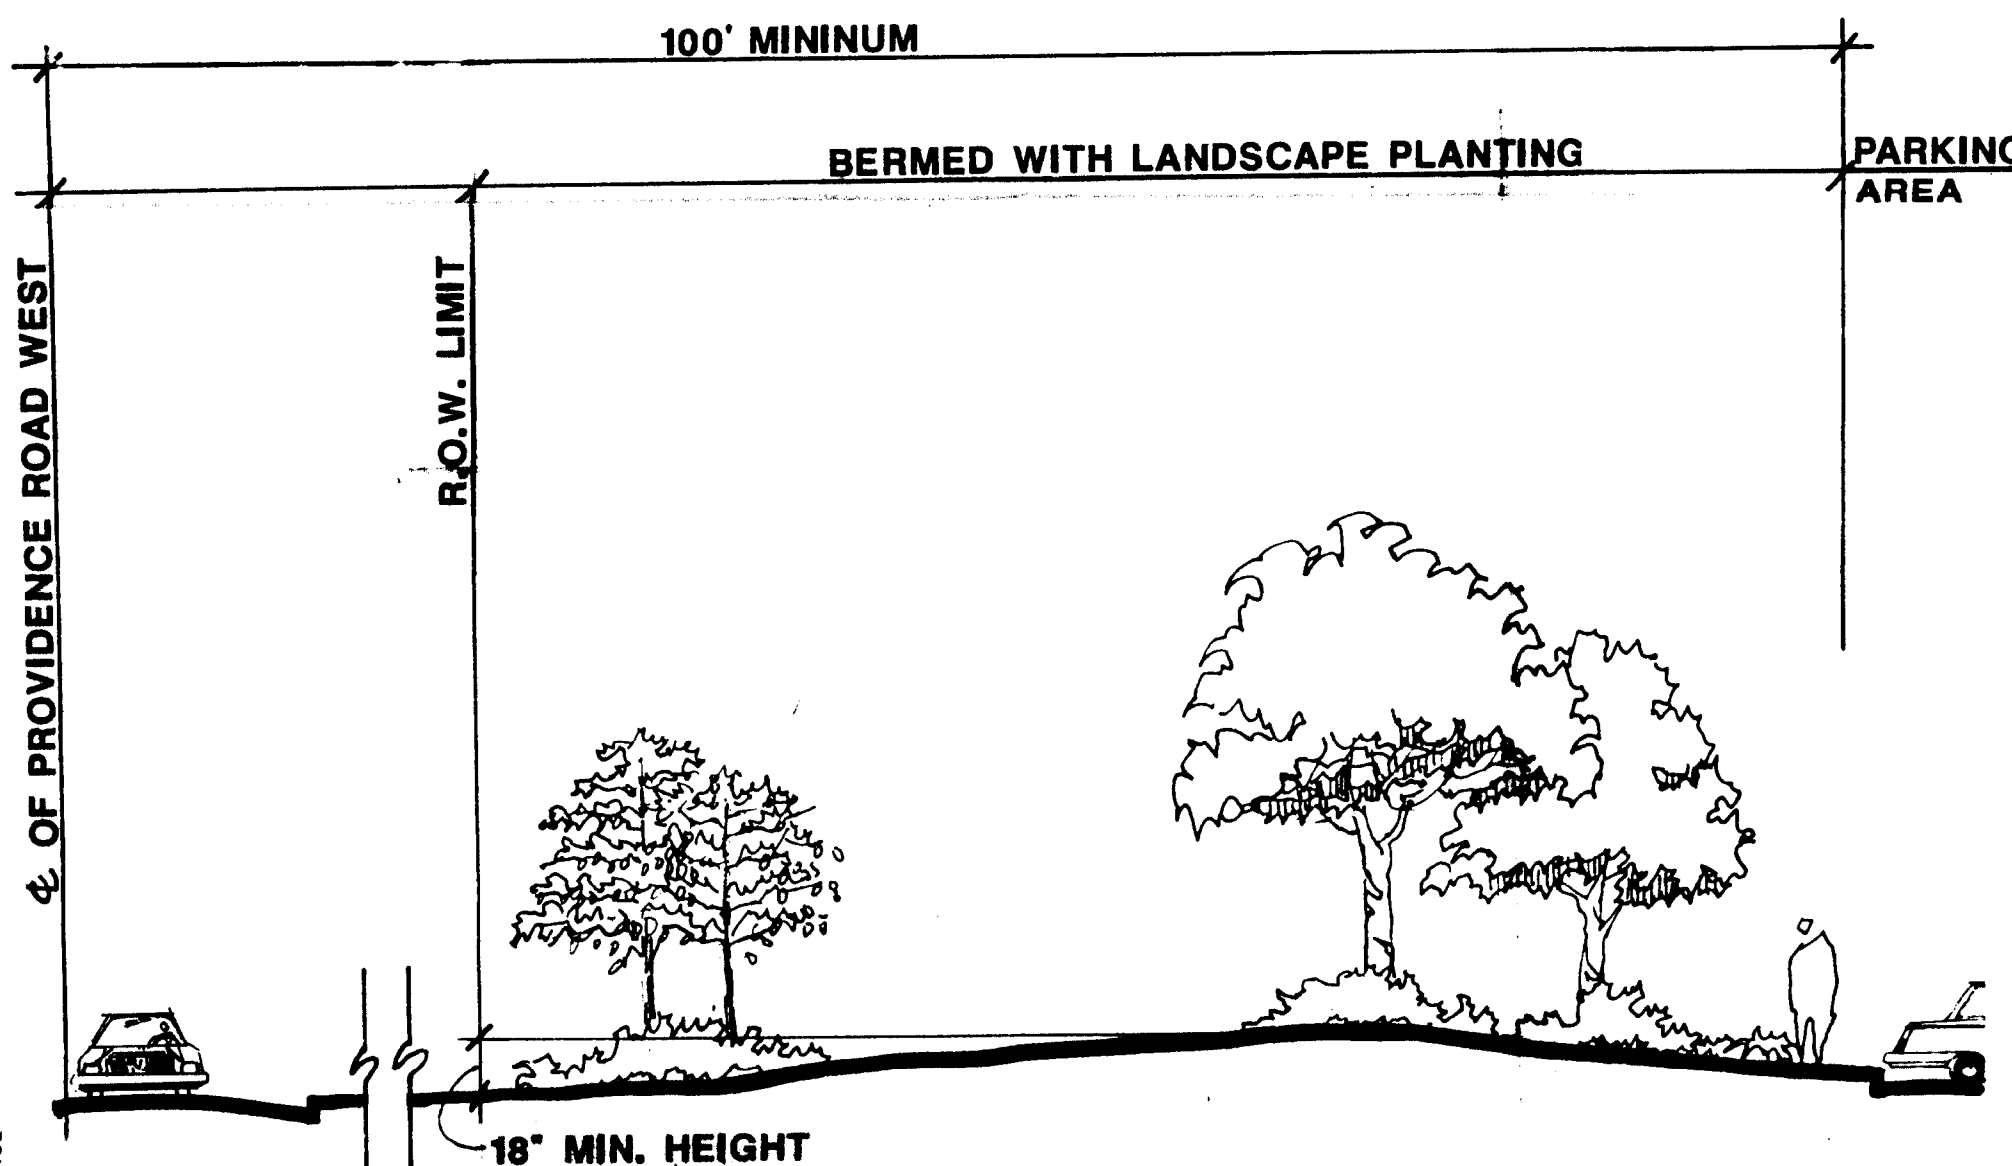 100' MININUM
BERMED WITH LANDSCAPE PLANTING
PARKING
AREA
℄ OF PROVIDENCE ROAD WEST
R.O.W. LIMIT
18" MIN. HEIGHT